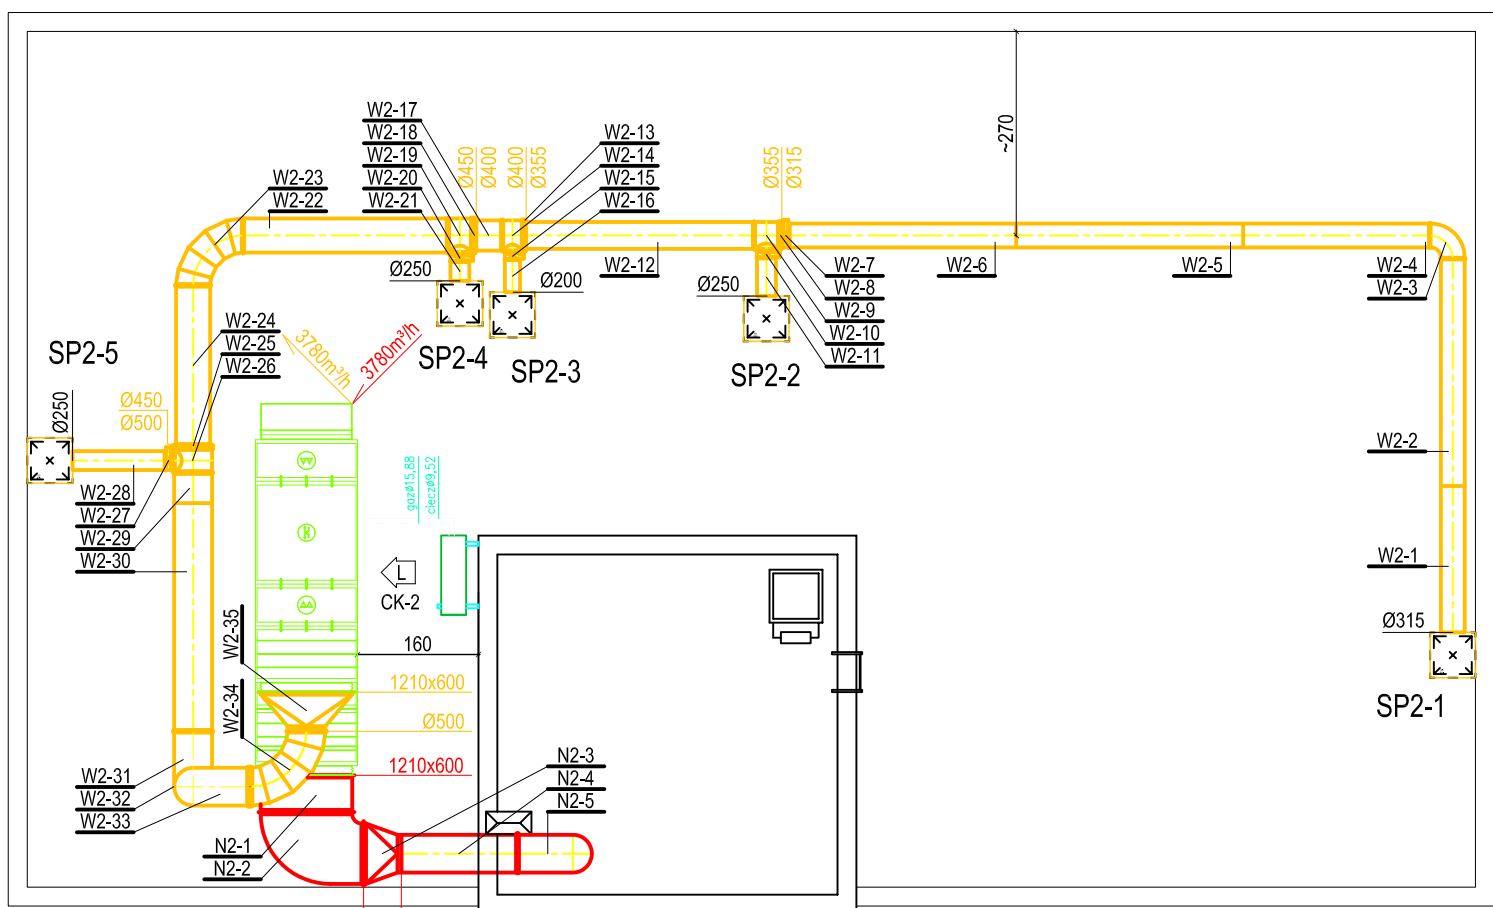 W2-17
W2-18
W2-19
W2-20
W2-21
W2-23
W2-22
Ø450
Ø400
Ø400
Ø355
W2-13
W2-14
W2-15
W2-16
Ø355
Ø315
~270
W2-12
W2-7
W2-8
W2-9
W2-10
W2-11
W2-6
W2-5
W2-4
W2-3
Ø250
Ø200
Ø250
SP2-4
SP2-3
SP2-2
W2-24
W2-25
W2-26
3780m³/h
3780m³/h
SP2-5
Ø250
Ø450
Ø500
W2-28
W2-27
W2-29
W2-30
gazø15,88
cieczø9,52
L
CK-2
W2-2
W2-1
Ø315
SP2-1
W2-35
W2-34
160
1210x600
Ø500
1210x600
W2-31
W2-32
W2-33
N2-1
N2-2
N2-3
N2-4
N2-5